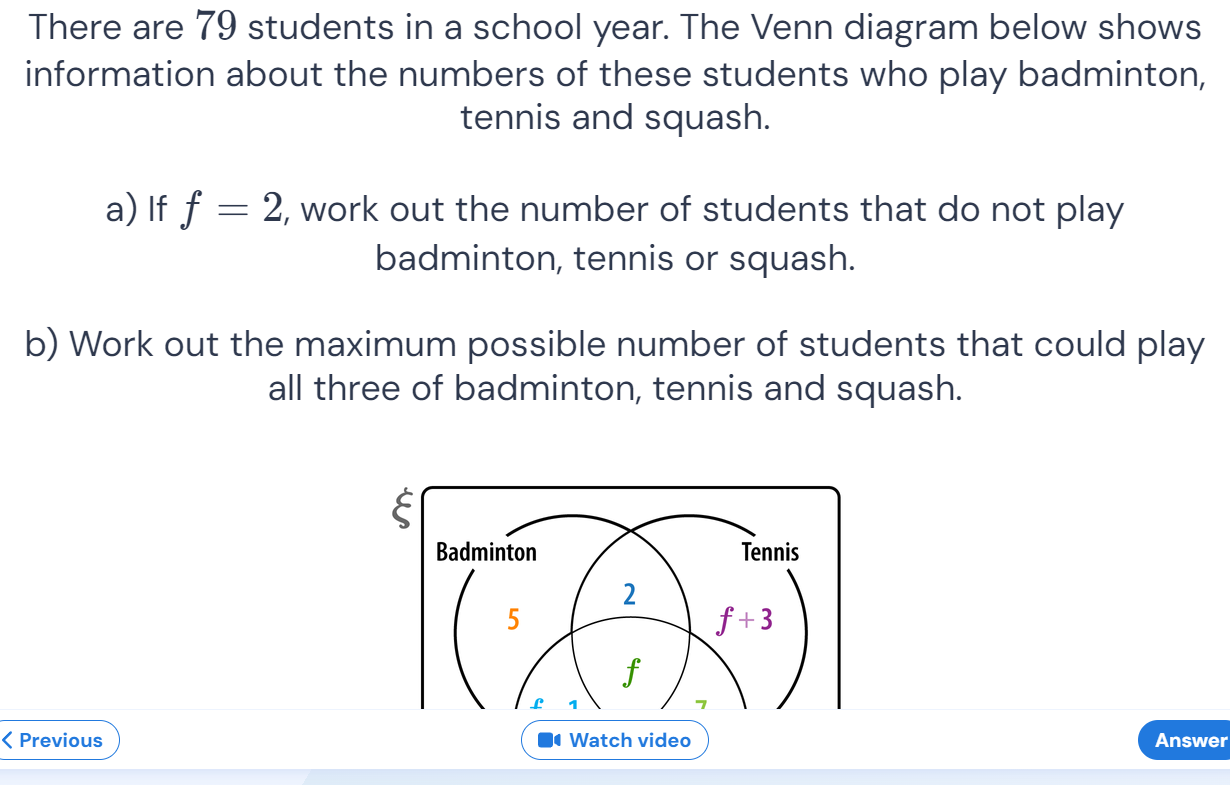 There are 79 students in a school year. The Venn diagram below shows
information about the numbers of these students who play badminton,
tennis and squash.
a) If f = 2, work out the number of students that do not play
badminton, tennis or squash.
b) Work out the maximum possible number of students that could play
all three of badminton, tennis and squash.
ξ
Badminton
Tennis
2
5
f + 3
f
< Previous
Watch video
Answer